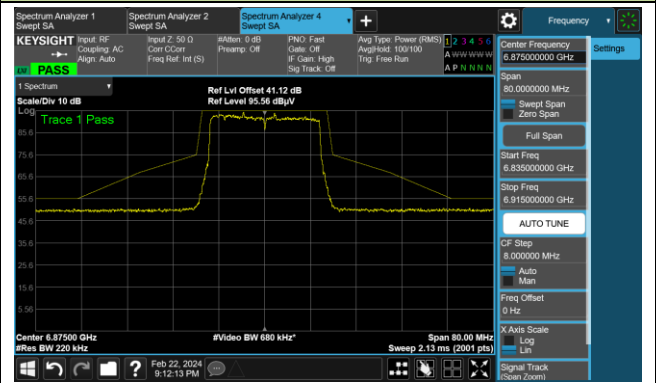 Spectrum Analyzer 1
Swept SA
Spectrum Analyzer 2
Swept SA
Spectrum Analyzer 4
Swept SA
Frequency
KEYSIGHT
Input: RF
Coupling: AC
Align: Auto
Input Z: 50 Ω
Corr CCorr
Freq Ref: Int (S)
#Atten: 0 dB
Preamp: Off
PNO: Fast
Gate: Off
IF Gain: High
Sig Track: Off
Avg Type: Power (RMS)
Avg|Hold: 100/100
Trig: Free Run
1 2 3 4 5 6
A W W W W W
A P N N N N
LXI PASS
1 Spectrum
Scale/Div 10 dB
Ref Lvl Offset 41.12 dB
Ref Level 95.56 dBµV
Log
Trace 1 Pass
85.6
75.6
65.6
55.6
45.6
35.6
25.6
15.6
5.56
Center 6.87500 GHz
#Res BW 220 kHz
#Video BW 680 kHz*
Span 80.00 MHz
Sweep 2.13 ms (2001 pts)
Center Frequency
6.875000000 GHz
Settings
Span
80.0000000 MHz
Swept Span
Zero Span
Full Span
Start Freq
6.835000000 GHz
Stop Freq
6.915000000 GHz
AUTO TUNE
CF Step
8.000000 MHz
Auto
Man
Freq Offset
0 Hz
X Axis Scale
Log
Lin
Signal Track
(Span Zoom)
Feb 22, 2024
9:12:13 PM